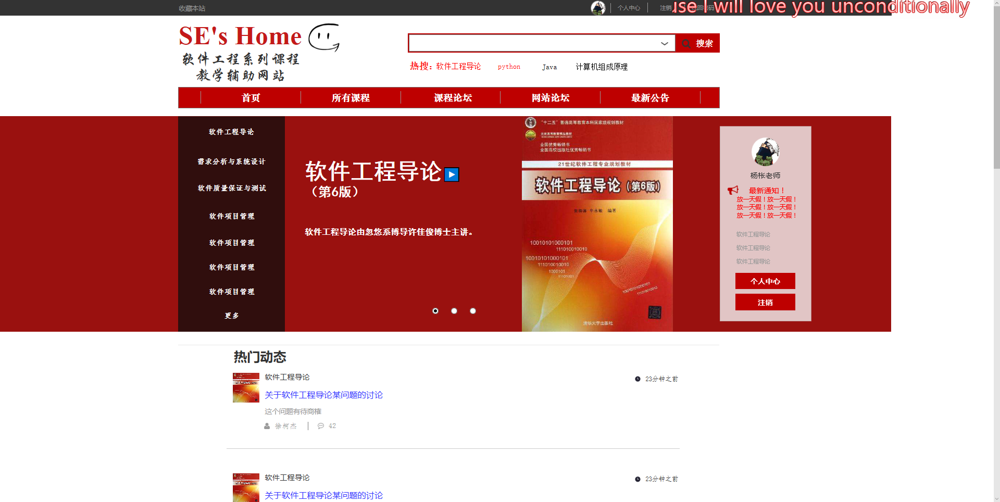 收藏本站
个人中心
注销
use I will love you unconditionally
SE's Home
软件工程系列课程
教学辅助网站
搜索
热搜：软件工程导论 python Java 计算机组成原理
首页 所有课程 课程论坛 网站论坛 最新公告
软件工程导论
需求分析与系统设计
软件质量保证与测试
软件项目管理
软件项目管理
软件项目管理
软件项目管理
更多
软件工程导论
（第6版）
软件工程导论由忽悠系博导许佳俊博士主讲。
“十二五”普通高等教育本科国家级规划教材
北京高等教育精品教材
全国优秀畅销书
全国高校出版社优秀畅销书
21世纪软件工程专业规划教材
软件工程导论（第6版）
张海藩 牟永敏 编著
10010101000101
111010010010
10010101000101
111010010010
1000101
11101001
10010101000101
111010010010
清华大学出版社
杨枨老师
最新通知！
放一天假！放一天假！
放一天假！放一天假！
放一天假！放一天假！
软件工程导论
软件工程导论
软件工程导论
个人中心
注销
热门动态
软件工程导论
23分钟之前
关于软件工程导论某问题的讨论
这个问题有待商榷
徐柯杰 42
软件工程导论
23分钟之前
关于软件工程导论某问题的讨论